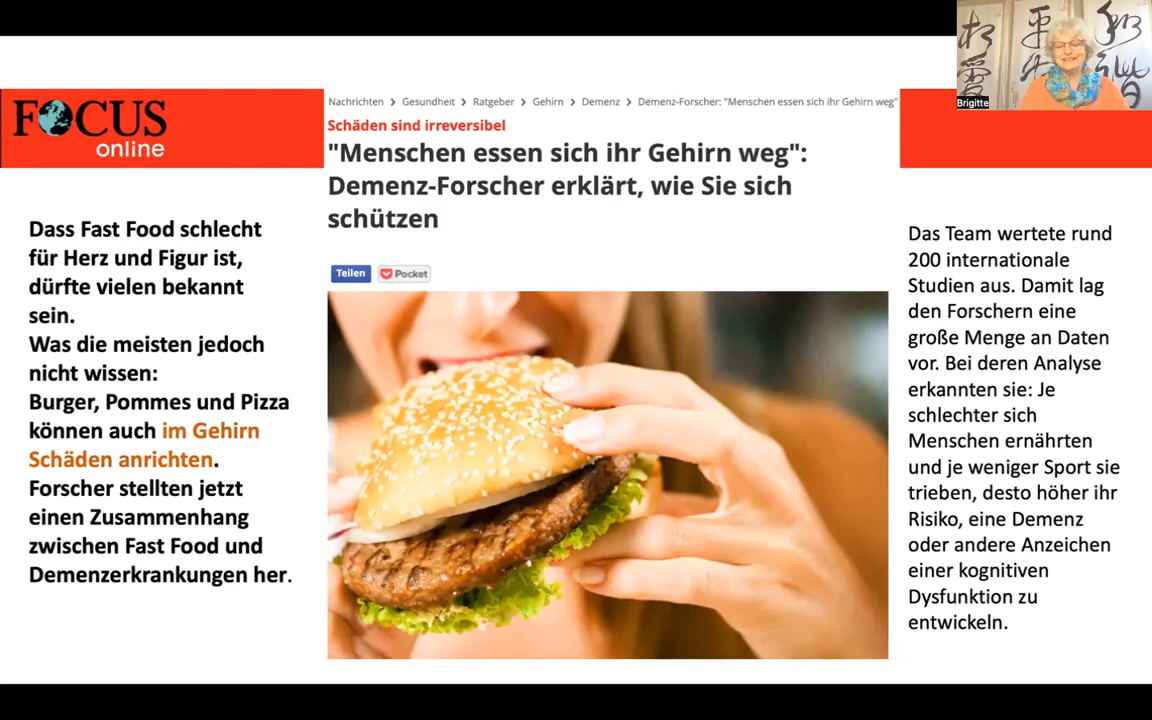 FOCUS
online
Nachrichten > Gesundheit > Ratgeber > Gehirn > Demenz > Demenz-Forscher: "Menschen essen sich ihr Gehirn weg"
Schäden sind irreversibel
"Menschen essen sich ihr Gehirn weg":
Demenz-Forscher erklärt, wie Sie sich
schützen
Teilen
Pocket
Dass Fast Food schlecht
für Herz und Figur ist,
dürfte vielen bekannt
sein.
Was die meisten jedoch
nicht wissen:
Burger, Pommes und Pizza
können auch im Gehirn
Schäden anrichten.
Forscher stellten jetzt
einen Zusammenhang
zwischen Fast Food und
Demenzerkrankungen her.
Das Team wertete rund
200 internationale
Studien aus. Damit lag
den Forschern eine
große Menge an Daten
vor. Bei deren Analyse
erkannten sie: Je
schlechter sich
Menschen ernährten
und je weniger Sport sie
trieben, desto höher ihr
Risiko, eine Demenz
oder andere Anzeichen
einer kognitiven
Dysfunktion zu
entwickeln.
Brigitte